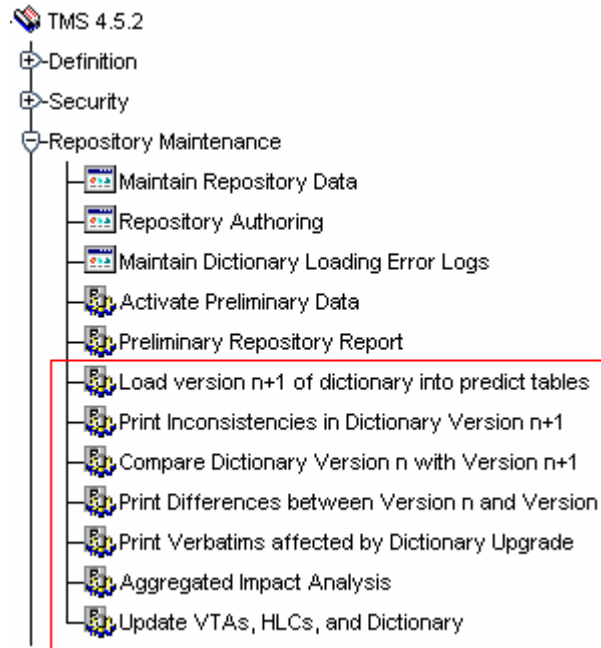 TMS 4.5.2
Definition
Security
Repository Maintenance
Maintain Repository Data
Repository Authoring
Maintain Dictionary Loading Error Logs
Activate Preliminary Data
Preliminary Repository Report
Load version n+1 of dictionary into predict tables
Print Inconsistencies in Dictionary Version n+1
Compare Dictionary Version n with Version n+1
Print Differences between Version n and Version
Print Verbatims affected by Dictionary Upgrade
Aggregated Impact Analysis
Update VTAs, HLCs, and Dictionary